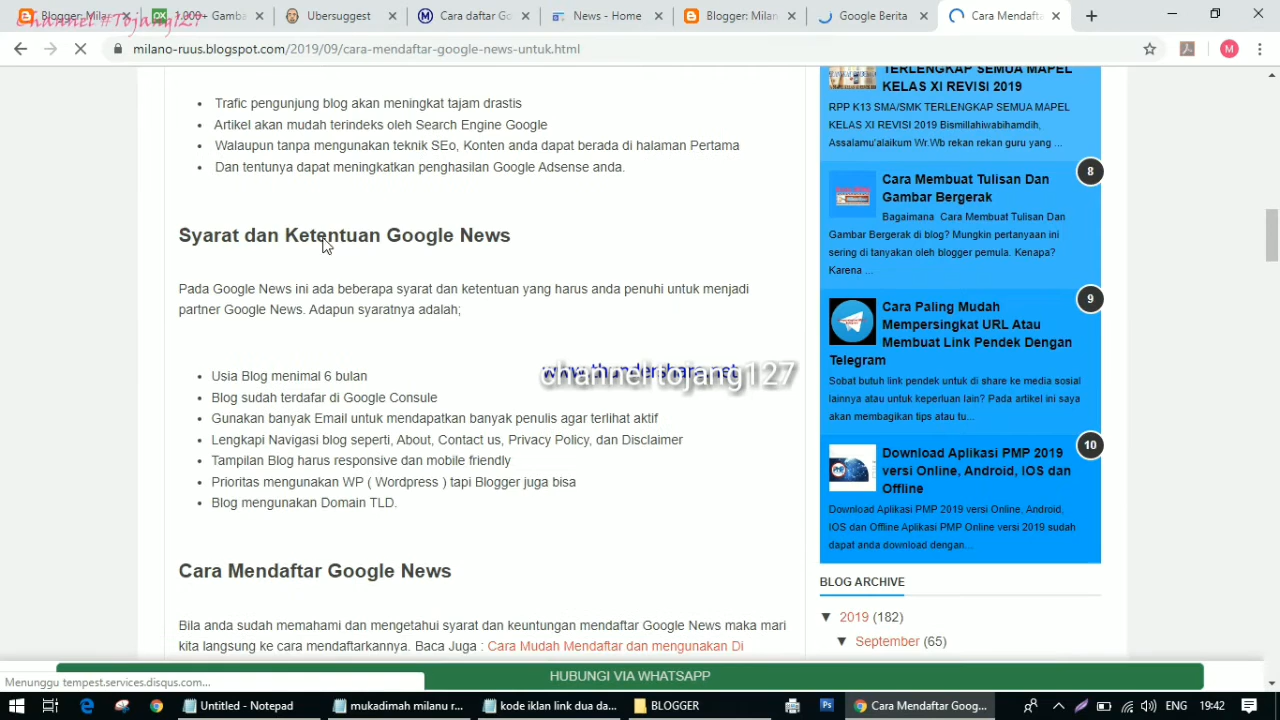 Blogger: Milan
1.000+ Gamba
Ubersuggest
Cara daftar Go
News - Home
Blogger: Milan
Google Berita
Cara Mendafta
Channel #Tojang127
milano-ruus.blogspot.com/2019/09/cara-mendaftar-google-news-untuk.html
M
Trafic pengunjung blog akan meningkat tajam drastis
Artikel akan mudah terindeks oleh Search Engine Google
Walaupun tanpa mengunakan teknik SEo, Konten anda dapat berada di halaman Pertama
Dan tentunya dapat meningkatkan penghasilan Google Adsense anda.
Syarat dan Ketentuan Google News
Pada Google News ini ada beberapa syarat dan ketentuan yang harus anda penuhi untuk menjadi
partner Google News. Adapun syaratnya adalah;
channel tojang127
Usia Blog menimal 6 bulan
Blog sudah terdafar di Google Consule
Gunakan banyak Email untuk mendapatkan banyak penulis agar terlihat aktif
Lengkapi Navigasi blog seperti, About, Contact us, Privacy Policy, dan Disclaimer
Tampilan Blog harus responsive dan mobile friendly
Prioritas mengunakan WP ( Wordpress ) tapi Blogger juga bisa
Blog mengunakan Domain TLD.
Cara Mendaftar Google News
Bila anda sudah memahami dan mengetahui syarat dan keuntungan mendaftar Google News maka mari
kita langsung ke cara mendaftarkannya. Baca Juga : Cara Mudah Mendaftar dan mengunakan Di
TERLENGKAP SEMUA MAPEL
KELAS XI REVISI 2019
RPP K13 SMA/SMK TERLENGKAP SEMUA MAPEL
KELAS XI REVISI 2019 Bismillahiwabihamdih,
Assalamu'alaikum Wr.Wb rekan rekan guru yang ...
8
Cara Membuat Tulisan Dan
Gambar Bergerak
Bagaimana Cara Membuat Tulisan Dan
Gambar Bergerak di blog? Mungkin pertanyaan ini
sering di tanyakan oleh blogger pemula. Kenapa?
Karena ...
9
Cara Paling Mudah
Mempersingkat URL Atau
Membuat Link Pendek Dengan
Telegram
Sobat butuh link pendek untuk di share ke media sosial
lainnya atau untuk keperluan lain? Pada artikel ini saya
akan membagikan tips atau tu...
10
Download Aplikasi PMP 2019
versi Online, Android, IOS dan
Offline
Download Aplikasi PMP 2019 versi Online, Android,
IOS dan Offline Aplikasi PMP Online versi 2019 sudah
dapat anda download dengan...
BLOG ARCHIVE
2019 (182)
September (65)
HUBUNGI VIA WHATSAPP
Menunggu tempest.services.disqus.com...
Untitled - Notepad
mukadimah milanu r...
kode iklan link dua da...
BLOGGER
Cara Mendaftar Goog...
ENG
19:42